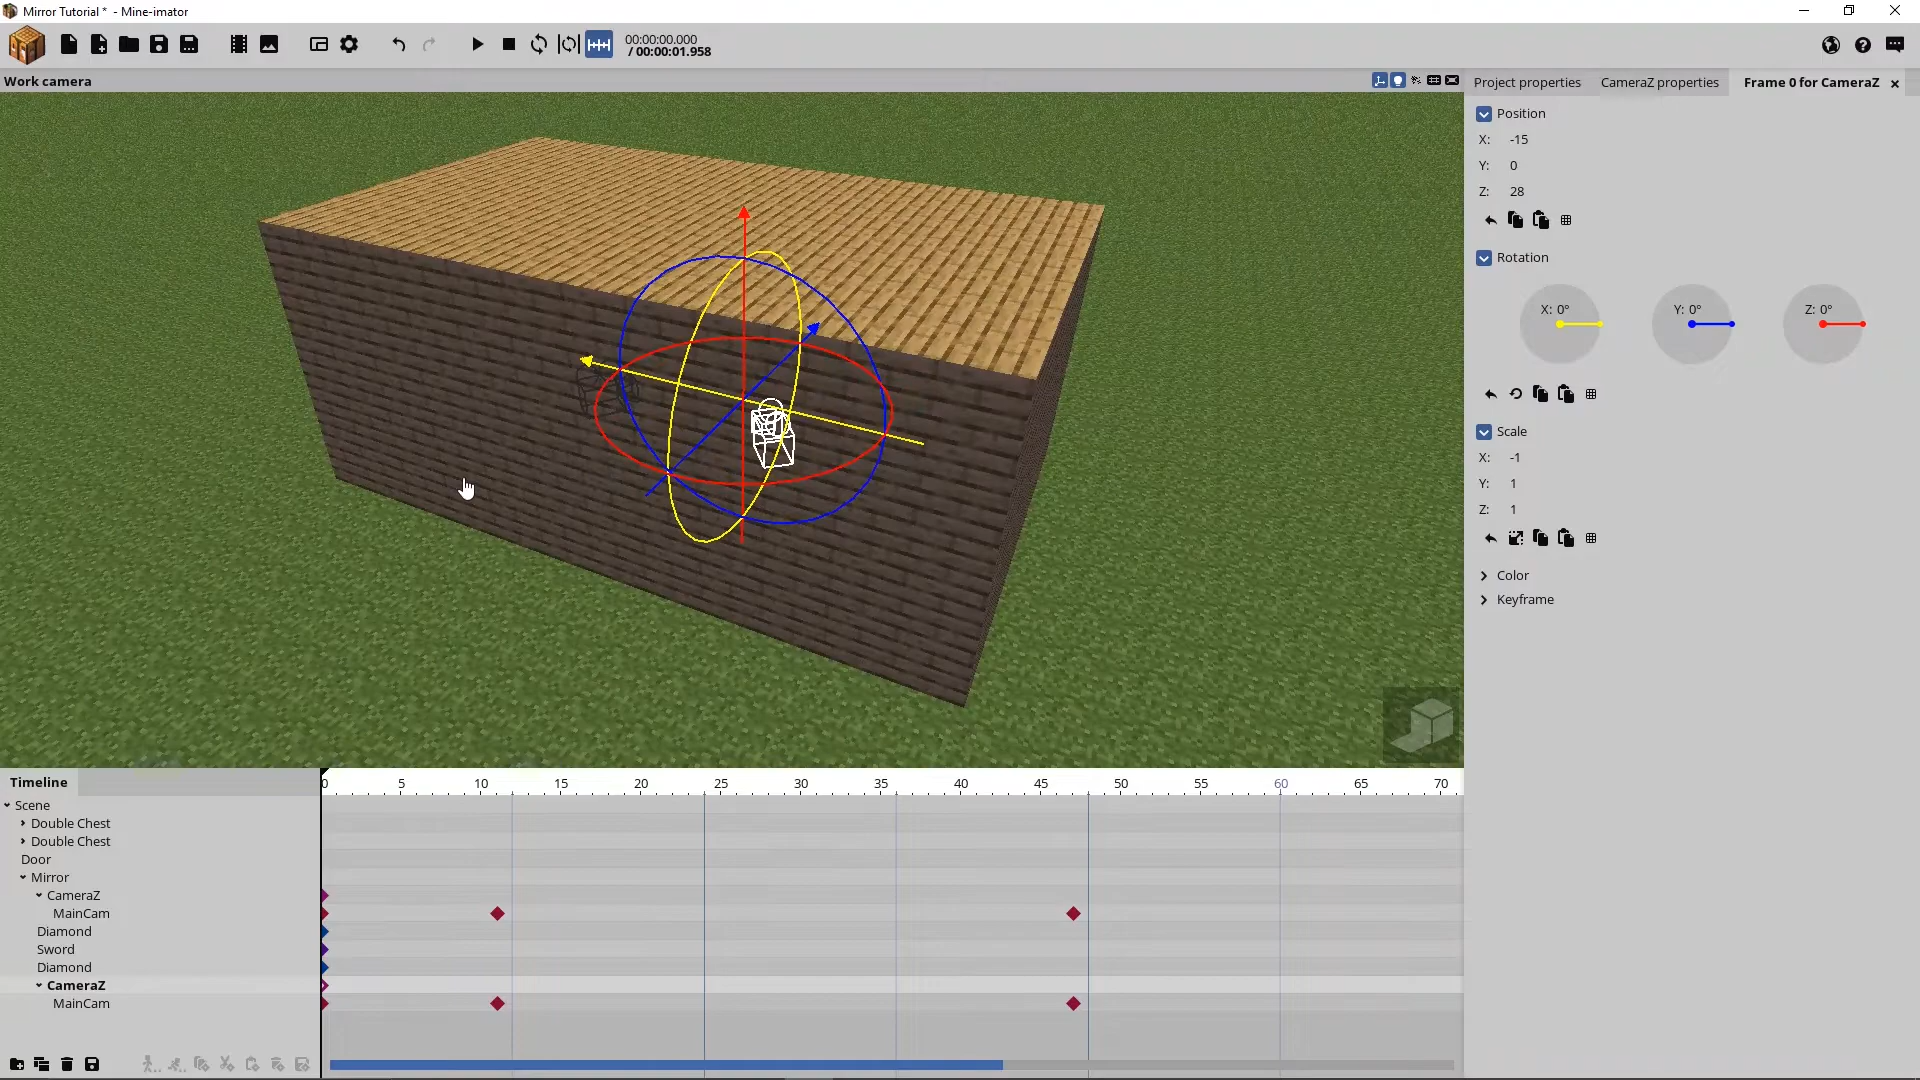 Mirror Tutorial * - Mine-imator
00:00:00.000
/ 00:00:01.958
Work camera
Project properties
CameraZ properties
Frame 0 for CameraZ
Position
X: -15
Y: 0
Z: 28
Rotation
X: 0°
Y: 0°
Z: 0°
Scale
X: -1
Y: 1
Z: 1
Color
Keyframe
Timeline
0 5 10 15 20 25 30 35 40 45 50 55 60 65 70
Scene
Double Chest
Double Chest
Door
Mirror
CameraZ
MainCam
Diamond
Sword
Diamond
CameraZ
MainCam